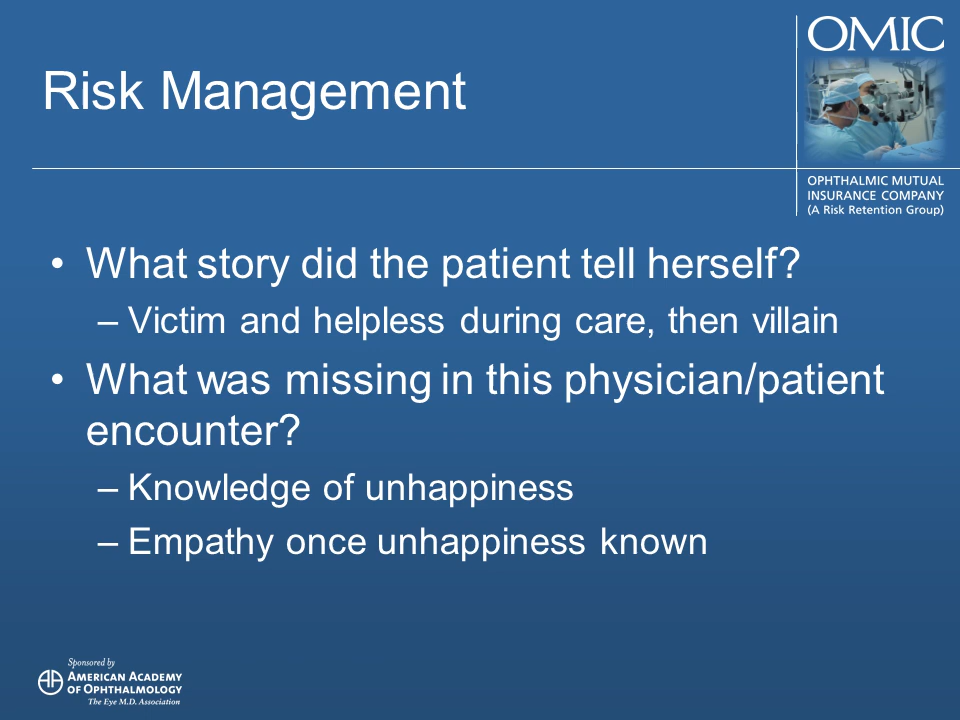 OMIC
Risk Management
OPHTHALMIC MUTUAL
INSURANCE COMPANY
(A Risk Retention Group)
• What story did the patient tell herself?
– Victim and helpless during care, then villain
• What was missing in this physician/patient
encounter?
– Knowledge of unhappiness
– Empathy once unhappiness known
Sponsored by
AMERICAN ACADEMY
OF OPHTHALMOLOGY
The Eye M.D. Association